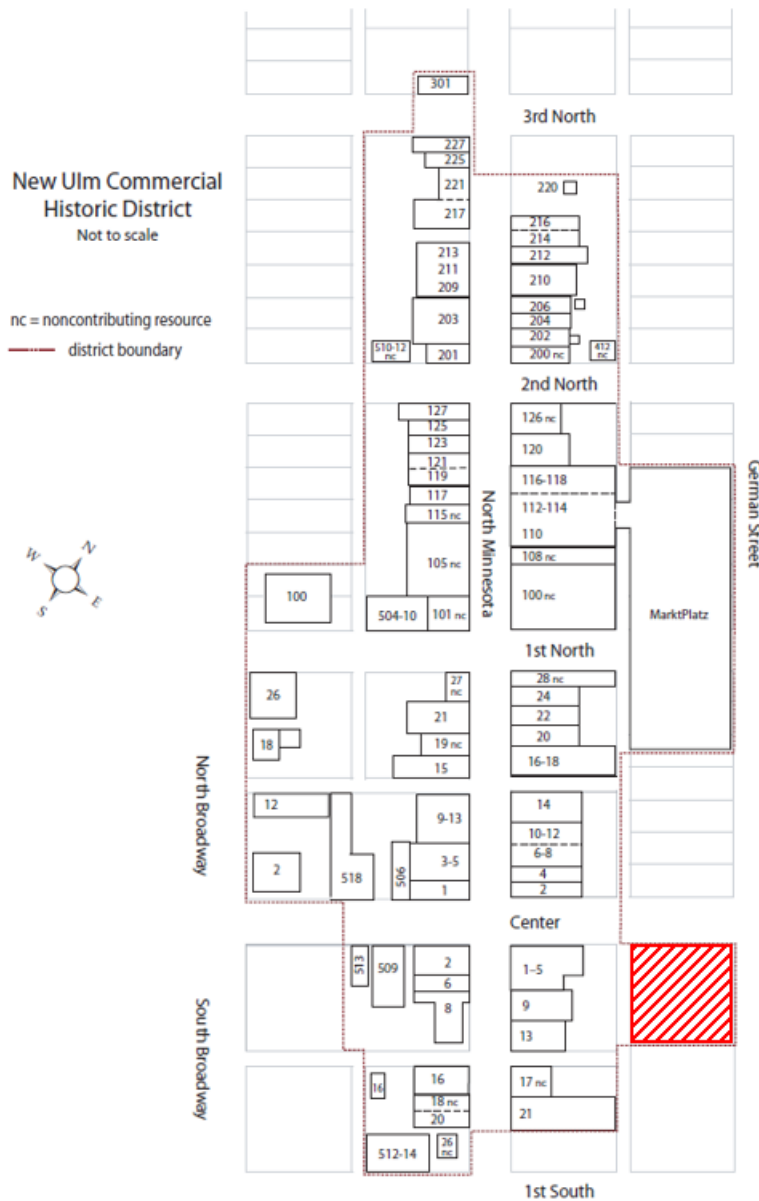 301
3rd North
New Ulm Commercial
Historic District
Not to scale
nc = noncontributing resource
district boundary
227
225
221
217
213
211
209
203
201
510-12
nc
220
216
214
212
210
206
204
202
200 nc
412
nc
2nd North
127
125
123
121
119
117
115 nc
105 nc
504-10
101 nc
100
North Minnesota
126 nc
120
116-118
112-114
110
108 nc
100 nc
MarktPlatz
German Street
W
N
S
E
1st North
26
18
27
nc
21
19 nc
15
28 nc
24
22
20
16-18
North Broadway
12
2
518
506
9-13
3-5
1
14
10-12
6-8
4
2
Center
South Broadway
513
509
2
6
8
1-5
9
13
16
16
18 nc
20
512-14
26
nc
17 nc
21
1st South